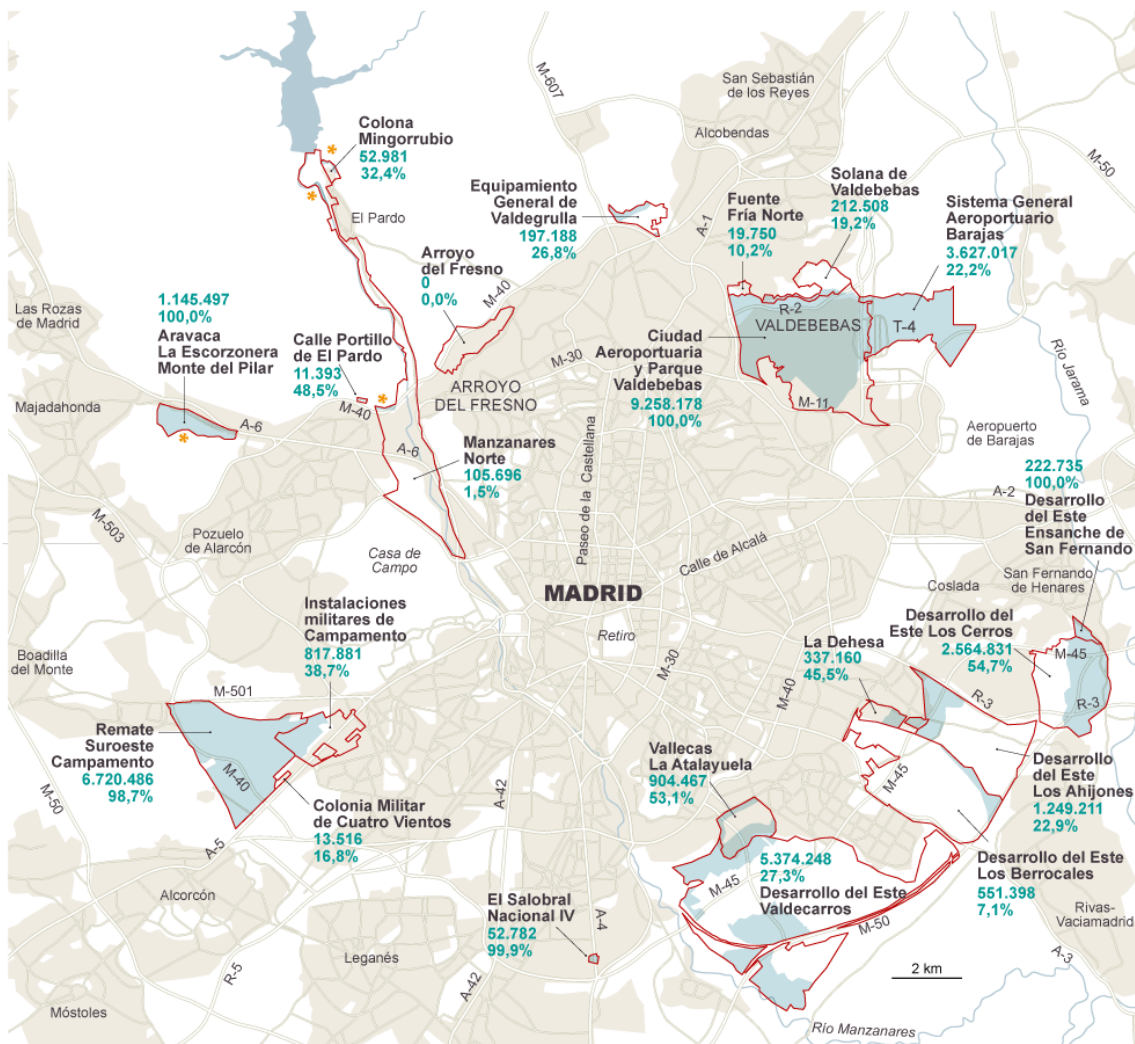 M-607
San Sebastián
de los Reyes
Alcobendas
M-50
Colona
Mingorrubio
*
52.981
32,4%
*
El Pardo
Equipamiento
General de
Valdegrulla
197.188
26,8%
A-1
Fuente
Fría Norte
19.750
10,2%
Solana de
Valdebebas
212.508
19,2%
Sistema General
Aeroportuario
Barajas
3.627.017
22,2%
Arroyo
del Fresno
0
0,0%
M-40
Las Rozas
de Madrid
1.145.497
100,0%
Aravaca
La Escorzonera
Monte del Pilar
*
Calle Portillo
de El Pardo
11.393
48,5%
*
M-40
R-2
VALDEBEBAS
T-4
Ciudad
Aeroportuaria
y Parque
Valdebebas
9.258.178
100,0%
M-11
M-30
ARROYO
DEL FRESNO
Río Jarama
Majadahonda
A-6
A-6
Manzanares
Norte
105.696
1,5%
Paseo de la Castellana
Aeropuerto
de Barajas
222.735
100,0%
Desarrollo
del Este
Ensanche de
San Fernando
A-2
M-503
Pozuelo
de Alarcón
Casa de
Campo
Calle de Alcalá
MADRID
Retiro
Coslada
San Fernando
de Henares
Instalaciones
militares de
Campamento
817.881
38,7%
Desarrollo del
Este Los Cerros
2.564.831
54,7%
M-45
R-3
R-3
La Dehesa
337.160
45,5%
M-30
M-40
Boadilla
del Monte
M-501
Remate
Suroeste
Campamento
6.720.486
98,7%
M-40
M-50
Colonia Militar
de Cuatro Vientos
13.516
16,8%
A-5
A-42
Vallecas
La Atalayuela
904.467
53,1%
M-45
Desarrollo
del Este
Los Ahijones
1.249.211
22,9%
Desarrollo del Este
Los Berrocales
551.398
7,1%
5.374.248
27,3%
M-45
Desarrollo del Este
Valdecarros
M-50
Alcorcón
El Salobral
Nacional IV
52.782
99,9%
A-4
Rivas-
Vaciamadrid
A-3
Leganés
R-5
A-42
2 km
Móstoles
Río Manzanares